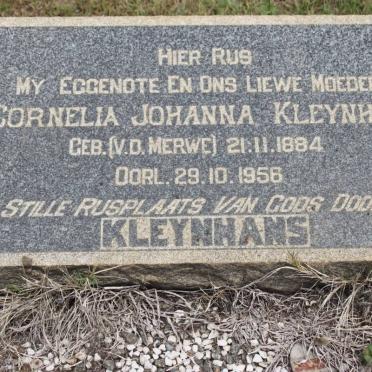 Hier Rus
My Eggenote En Ons Liewe Moeder
Cornelia Johanna Kleynh
Geb. (V.D. Merwe) 21.11.1884
Oorl. 29.10.1956
Stille Rusplaats Van Gods Doo
KLEYNHANS